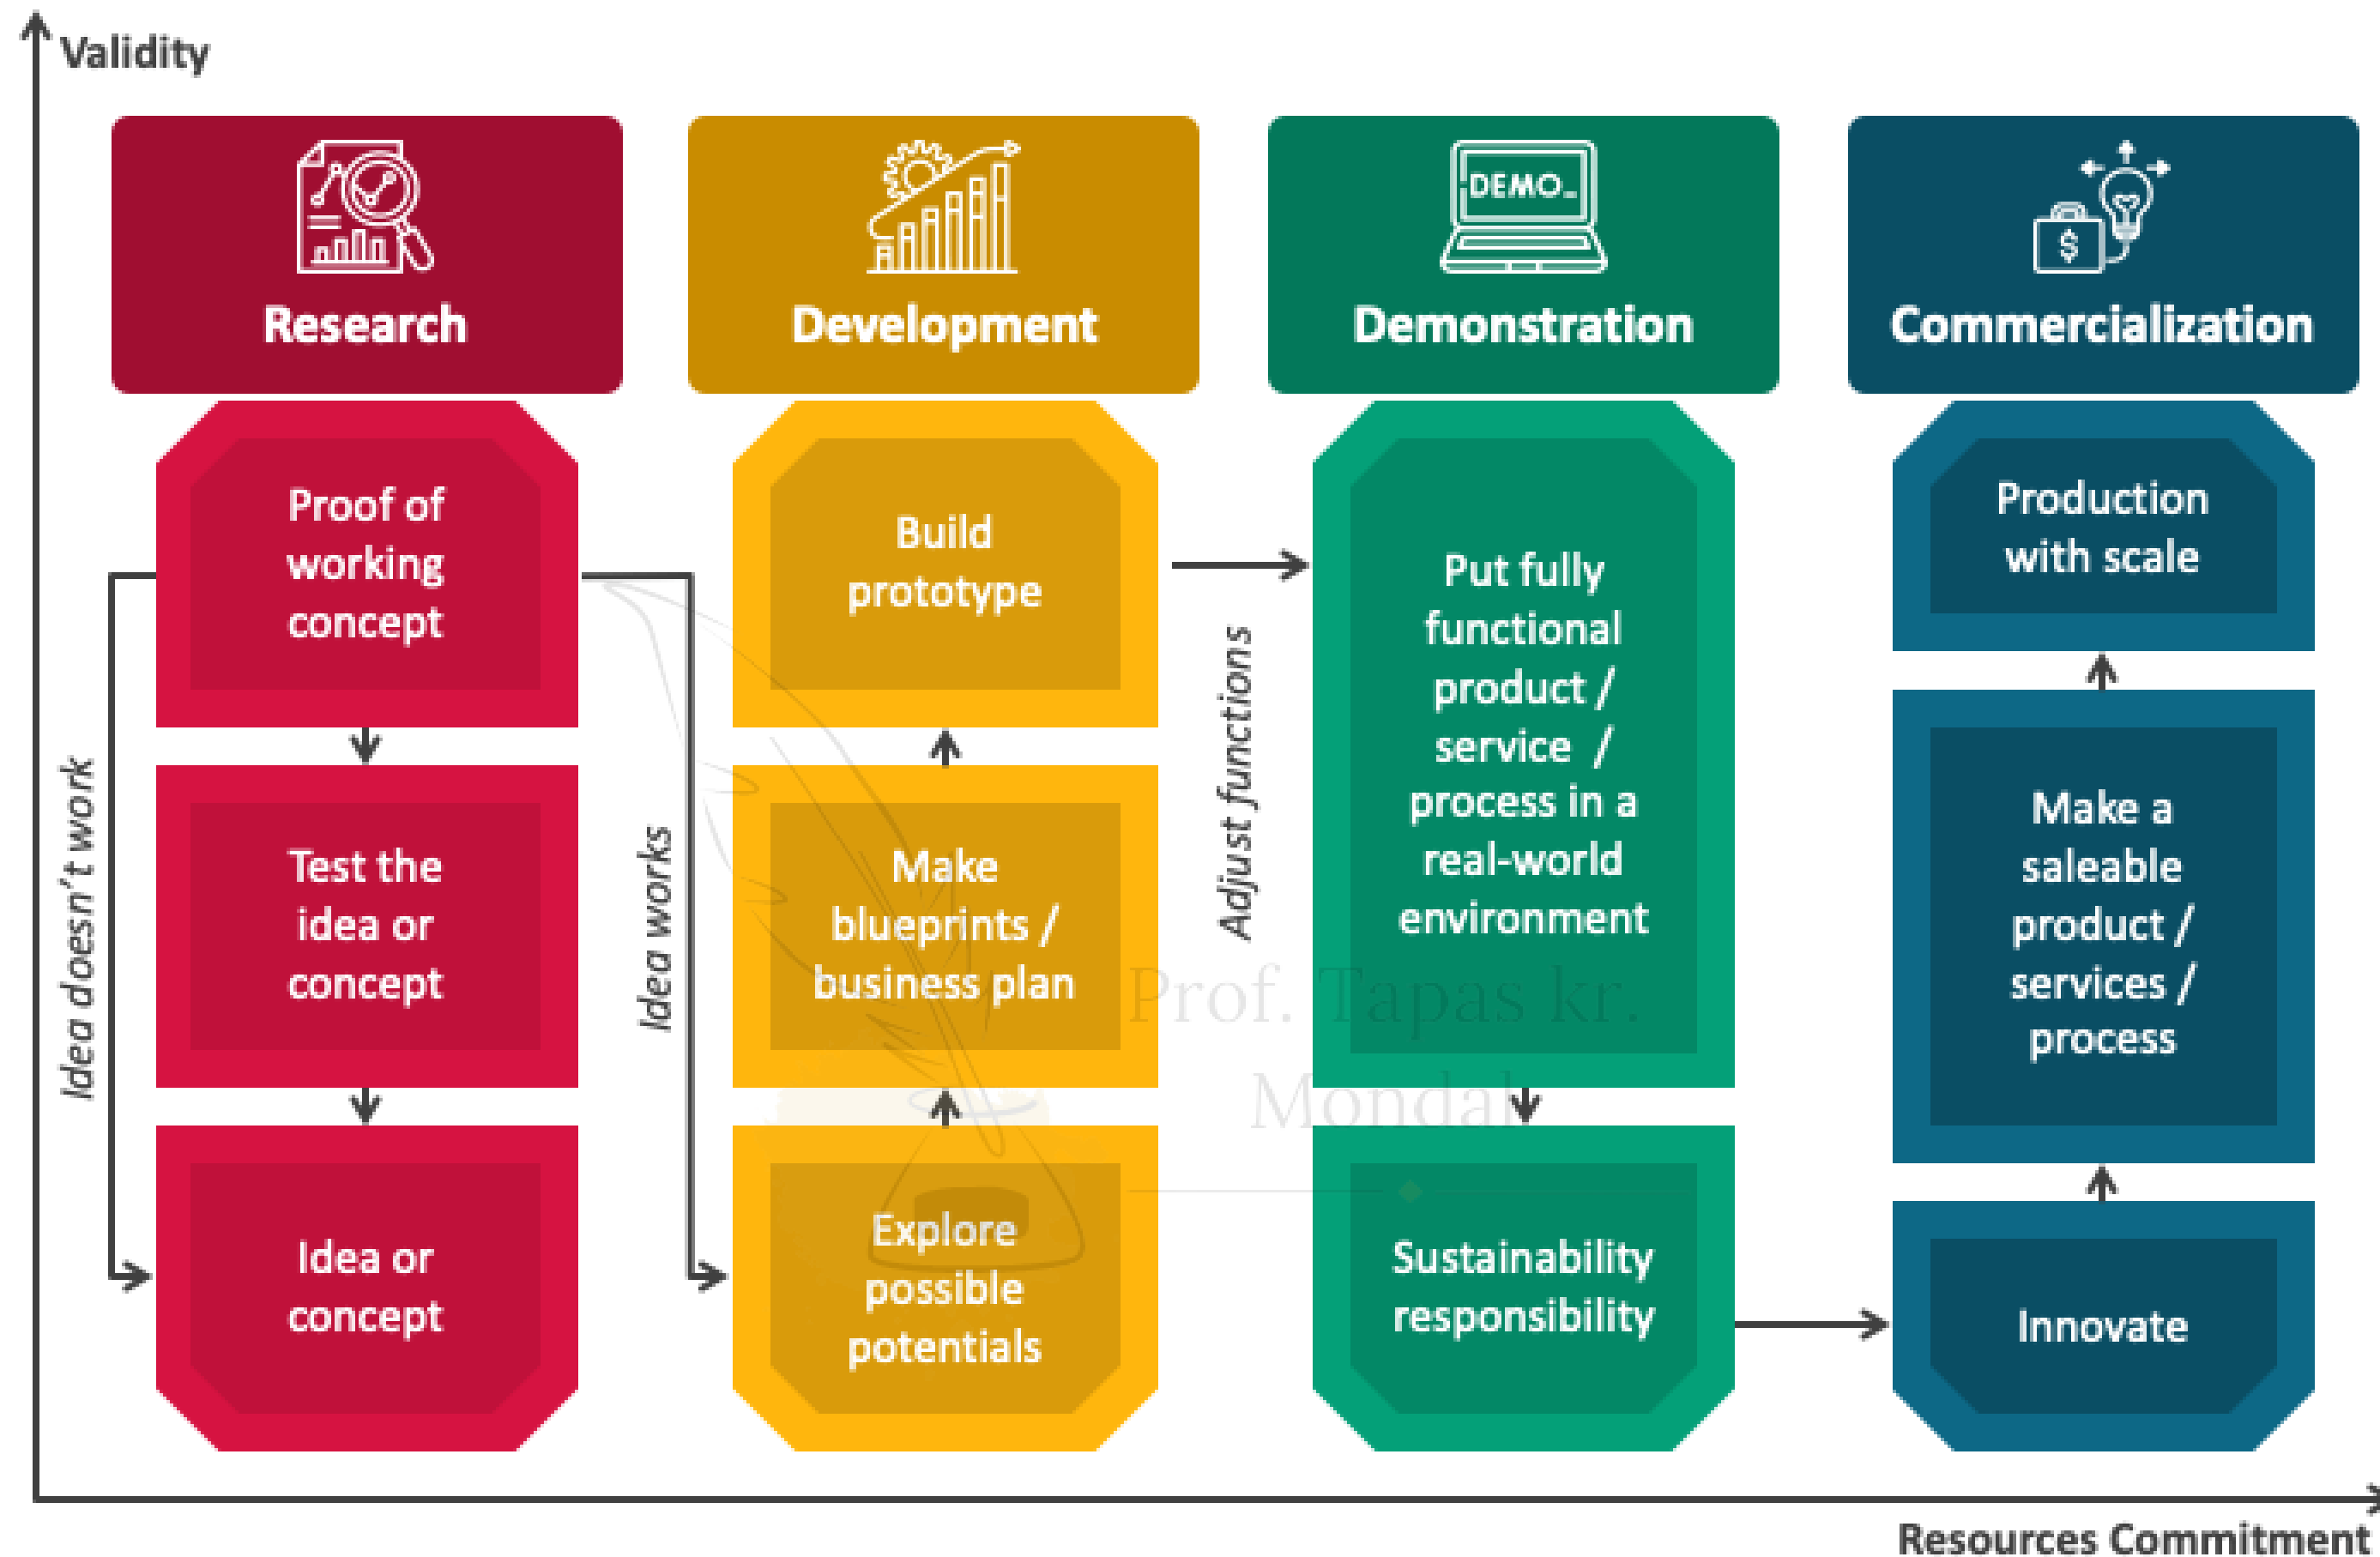 Validity
Research
Development
DEMO_
Demonstration
$
Commercialization
Proof of
working
concept
Test the
idea or
concept
Idea or
concept
Idea doesn't work
Idea works
Build
prototype
Make
blueprints /
business plan
Explore
possible
potentials
Adjust functions
Put fully
functional
product /
service /
process in a
real-world
environment
Sustainability
responsibility
Production
with scale
Make a
saleable
product /
services /
process
Innovate
Prof. Tapas kr.
Mondal
Resources Commitment